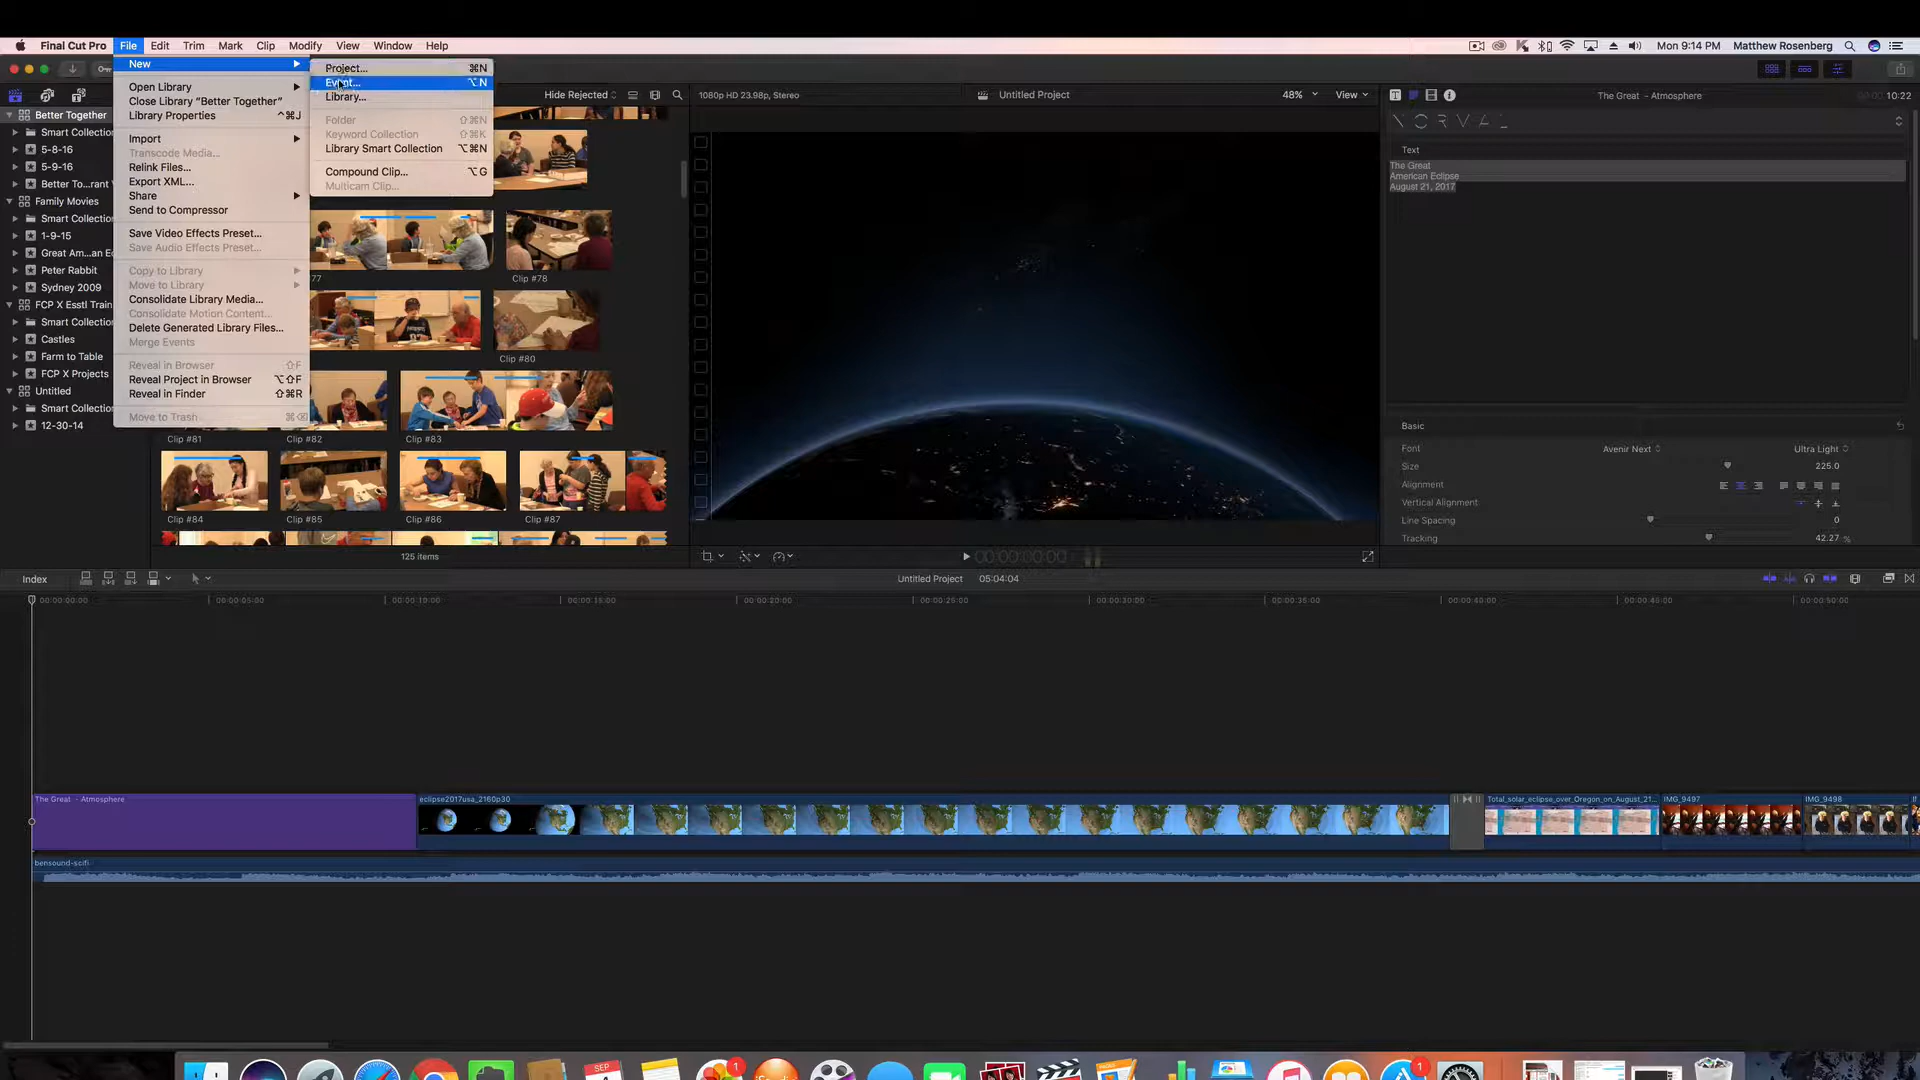 Final Cut Pro File Edit Trim Mark Clip Modify View Window Help
Mon 9:14 PM Matthew Rosenberg
New
Open Library
Close Library "Better Together"
Library Properties ⌃⌘J
Import
Transcode Media...
Relink Files...
Export XML...
Share
Send to Compressor
Save Video Effects Preset...
Save Audio Effects Preset...
Copy to Library
Move to Library
Consolidate Library Media...
Consolidate Motion Content...
Delete Generated Library Files...
Merge Events
Reveal in Browser ⇧F
Reveal Project in Browser ⌥⇧F
Reveal in Finder ⇧⌘R
Move to Trash ⌘⌫
Project... ⌘N
Event... ⌥N
Library...
Folder ⇧⌘N
Keyword Collection ⇧⌘K
Library Smart Collection ⌥⌘N
Compound Clip... ⌥G
Multicam Clip...
Better Together
Smart Collection
5-8-16
5-9-16
Better To...rant
Family Movies
Smart Collection
1-9-15
Great Am...an
Peter Rabbit
Sydney 2009
FCP X Esstl Train
Smart Collection
Castles
Farm to Table
FCP X Projects
Untitled
Smart Collection
12-30-14
Hide Rejected
77
Clip #78
Clip #80
Clip #81
Clip #82
Clip #83
Clip #84
Clip #85
Clip #86
Clip #87
125 items
1080p HD 23.98p, Stereo
Untitled Project
48%
View
00:00:00:00
The Great - Atmosphere
10:22
NORMAL
Text
The Great
American Eclipse
August 21, 2017
Basic
Font Avenir Next Ultra Light
Size 225.0
Alignment
Vertical Alignment
Line Spacing 0
Tracking 42.27 %
Index
Untitled Project 05:04:04
00:00:00:00 00:00:05:00 00:00:10:00 00:00:15:00 00:00:20:00 00:00:25:00 00:00:30:00 00:00:35:00 00:00:40:00 00:00:45:00 00:00:50:00
The Great - Atmosphere
eclipse2017usa_2160p30
Total_solar_eclipse_over_Oregon_on_August_21...
IMG_9497
IMG_9498
bensound-scifi
SEP
1
1